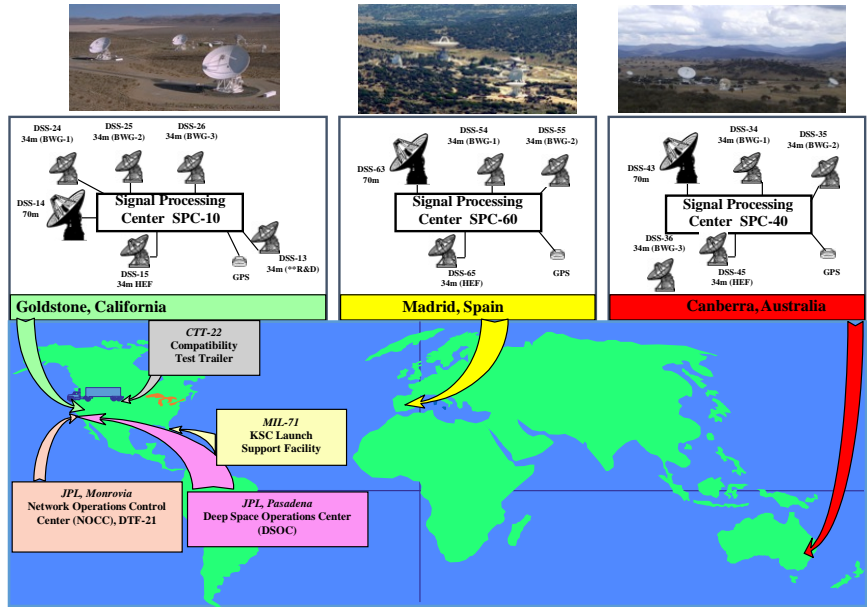 DSS-24
34m (BWG-1)
DSS-25
34m (BWG-2)
DSS-26
34m (BWG-3)
DSS-14
70m
Signal Processing
Center SPC-10
DSS-15
34m HEF
GPS
DSS-13
34m (**R&D)
Goldstone, California
DSS-63
70m
DSS-54
34m (BWG-1)
DSS-55
34m (BWG-2)
Signal Processing
Center SPC-60
DSS-65
34m
(HEF)
GPS
Madrid, Spain
DSS-43
70m
DSS-34
34m (BWG-1)
DSS-35
34m (BWG-2)
Signal Processing
Center SPC-40
DSS-36
34m
(BWG-3)
DSS-45
34m
(HEF)
GPS
Canberra, Australia
CTT-22
Compatibility
Test Trailer
MIL-71
KSC Launch
Support Facility
JPL, Monrovia
Network Operations Control
Center (NOCC), DTF-21
JPL, Pasadena
Deep Space Operations Center
(DSOC)